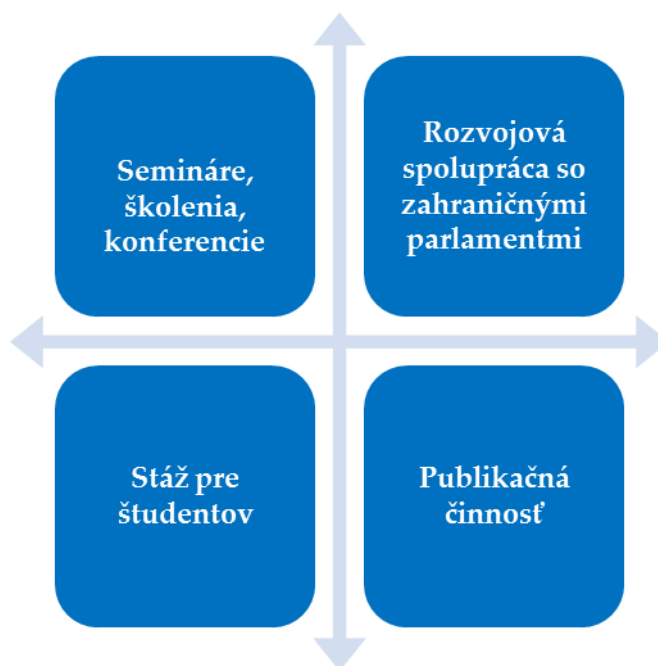 Semináre,
školenia,
konferencie
Rozvojová
spolupráca so
zahraničnými
parlamentmi
Stáž pre
študentov
Publikačná
činnosť